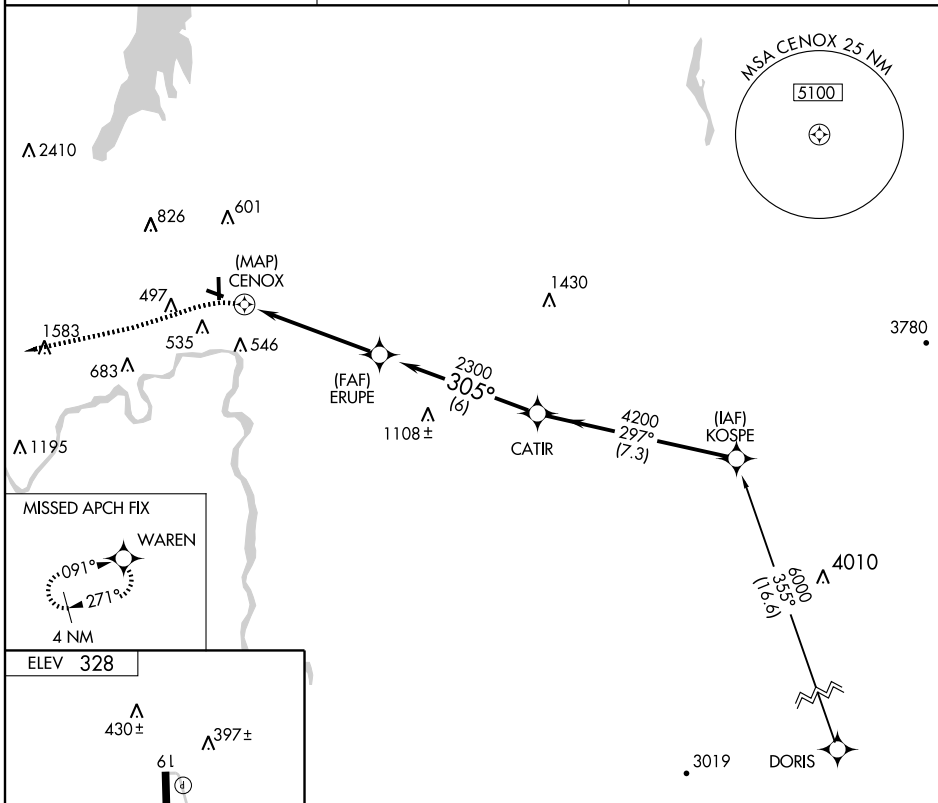 MSA CENOX 25 NM
5100
2410
826
601
(MAP)
CENOX
497
1583
535
546
683
1430
3780
(FAF)
ERUPE
2300
305°
(6)
1108 ±
CATIR
4200
297°
(7.3)
(IAF)
KOSPE
1195
MISSED APCH FIX
WAREN
091°
271°
4 NM
6000
355°
(16.6)
4010
ELEV 328
430 ±
397 ±
19
P
3019
DORIS